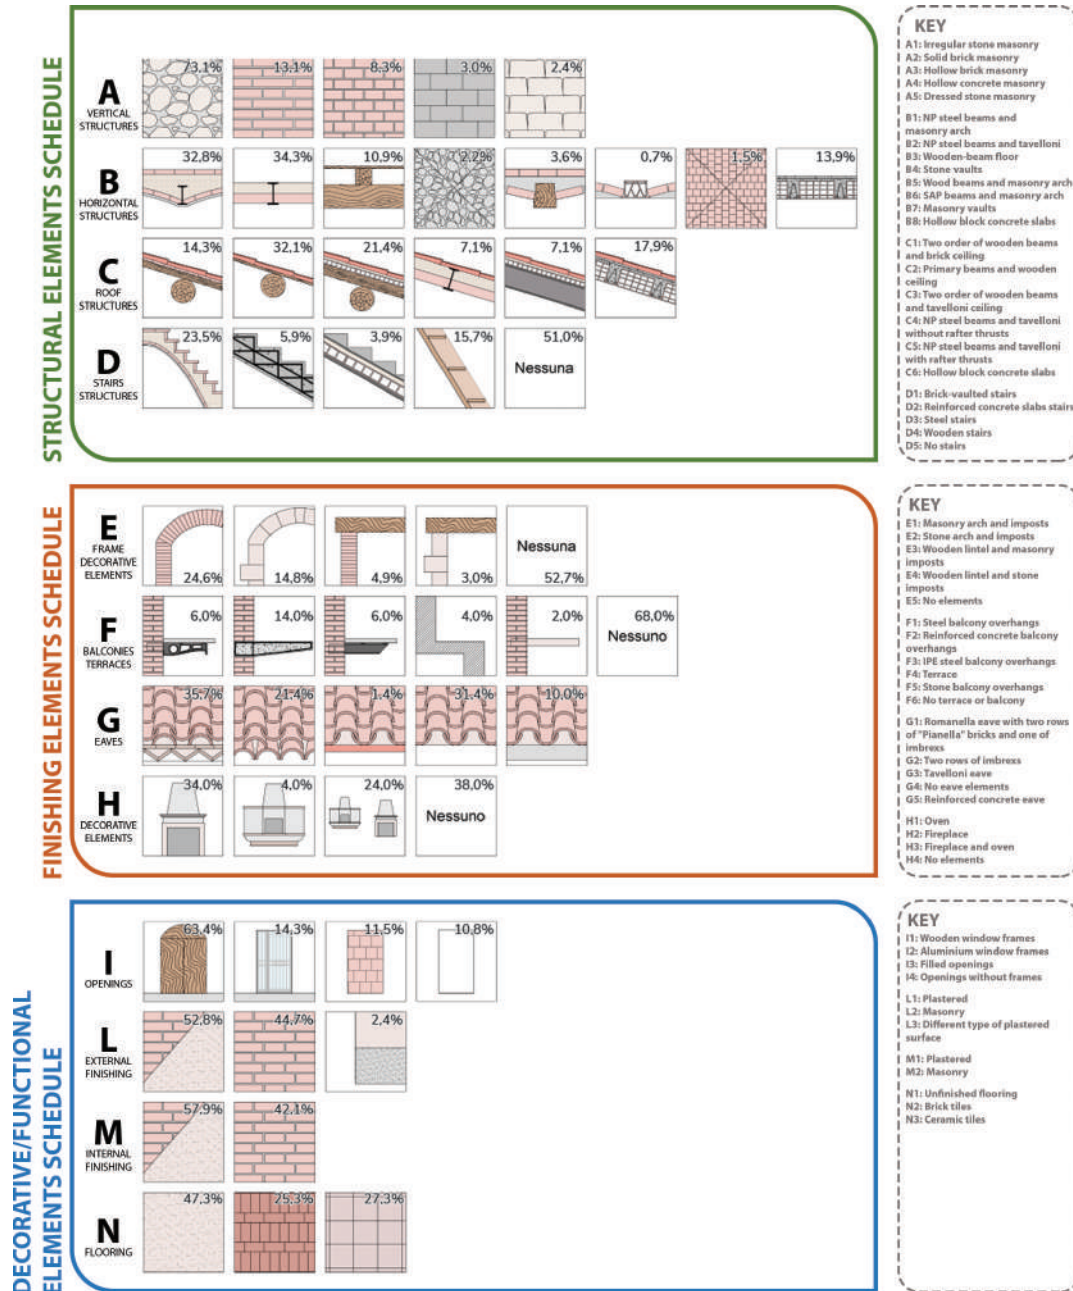 STRUCTURAL ELEMENTS SCHEDULE
A
VERTICAL
STRUCTURES
73,1%
13,1%
8,3%
3,0%
2,4%
B
HORIZONTAL
STRUCTURES
32,8%
34,3%
10,9%
2,2%
3,6%
0,7%
1,5%
13,9%
C
ROOF
STRUCTURES
14,3%
32,1%
21,4%
7,1%
7,1%
17,9%
D
STAIRS
STRUCTURES
23,5%
5,9%
3,9%
15,7%
51,0%
Nessuna
KEY
A1: Irregular stone masonry
A2: Solid brick masonry
A3: Hollow brick masonry
A4: Hollow concrete masonry
A5: Dressed stone masonry
B1: NP steel beams and
masonry arch
B2: NP steel beams and tavelloni
B3: Wooden-beam floor
B4: Stone vaults
B5: Wood beams and masonry arch
B6: SAP beams and masonry arch
B7: Masonry vaults
B8: Hollow block concrete slabs
C1: Two order of wooden beams
and brick ceiling
C2: Primary beams and wooden
ceiling
C3: Two order of wooden beams
and tavelloni ceiling
C4: NP steel beams and tavelloni
without rafter thrusts
C5: NP steel beams and tavelloni
with rafter thrusts
C6: Hollow block concrete slabs
D1: Brick-vaulted stairs
D2: Reinforced concrete slabs stairs
D3: Steel stairs
D4: Wooden stairs
D5: No stairs
FINISHING ELEMENTS SCHEDULE
E
FRAME
DECORATIVE
ELEMENTS
24,6%
14,8%
4,9%
3,0%
Nessuna
52,7%
F
BALCONIES
TERRACES
6,0%
14,0%
6,0%
4,0%
2,0%
68,0%
Nessuno
G
EAVES
35,7%
21,4%
1,4%
31,4%
10,0%
H
DECORATIVE
ELEMENTS
34,0%
4,0%
24,0%
38,0%
Nessuno
KEY
E1: Masonry arch and imposts
E2: Stone arch and imposts
E3: Wooden lintel and masonry
imposts
E4: Wooden lintel and stone
imposts
E5: No elements
F1: Steel balcony overhangs
F2: Reinforced concrete balcony
overhangs
F3: IPE steel balcony overhangs
F4: Terrace
F5: Stone balcony overhangs
F6: No terrace or balcony
G1: Romanella eave with two rows
of "Pianella" bricks and one of
imbrexs
G2: Two rows of imbrexs
G3: Tavelloni eave
G4: No eave elements
G5: Reinforced concrete eave
H1: Oven
H2: Fireplace
H3: Fireplace and oven
H4: No elements
DECORATIVE/FUNCTIONAL
ELEMENTS SCHEDULE
I
OPENINGS
63,4%
14,3%
11,5%
10,8%
L
EXTERNAL
FINISHING
52,8%
44,7%
2,4%
M
INTERNAL
FINISHING
57,9%
42,1%
N
FLOORING
47,3%
25,3%
27,3%
KEY
I1: Wooden window frames
I2: Aluminium window frames
I3: Filled openings
I4: Openings without frames
L1: Plastered
L2: Masonry
L3: Different type of plastered
surface
M1: Plastered
M2: Masonry
N1: Unfinished flooring
N2: Brick tiles
N3: Ceramic tiles